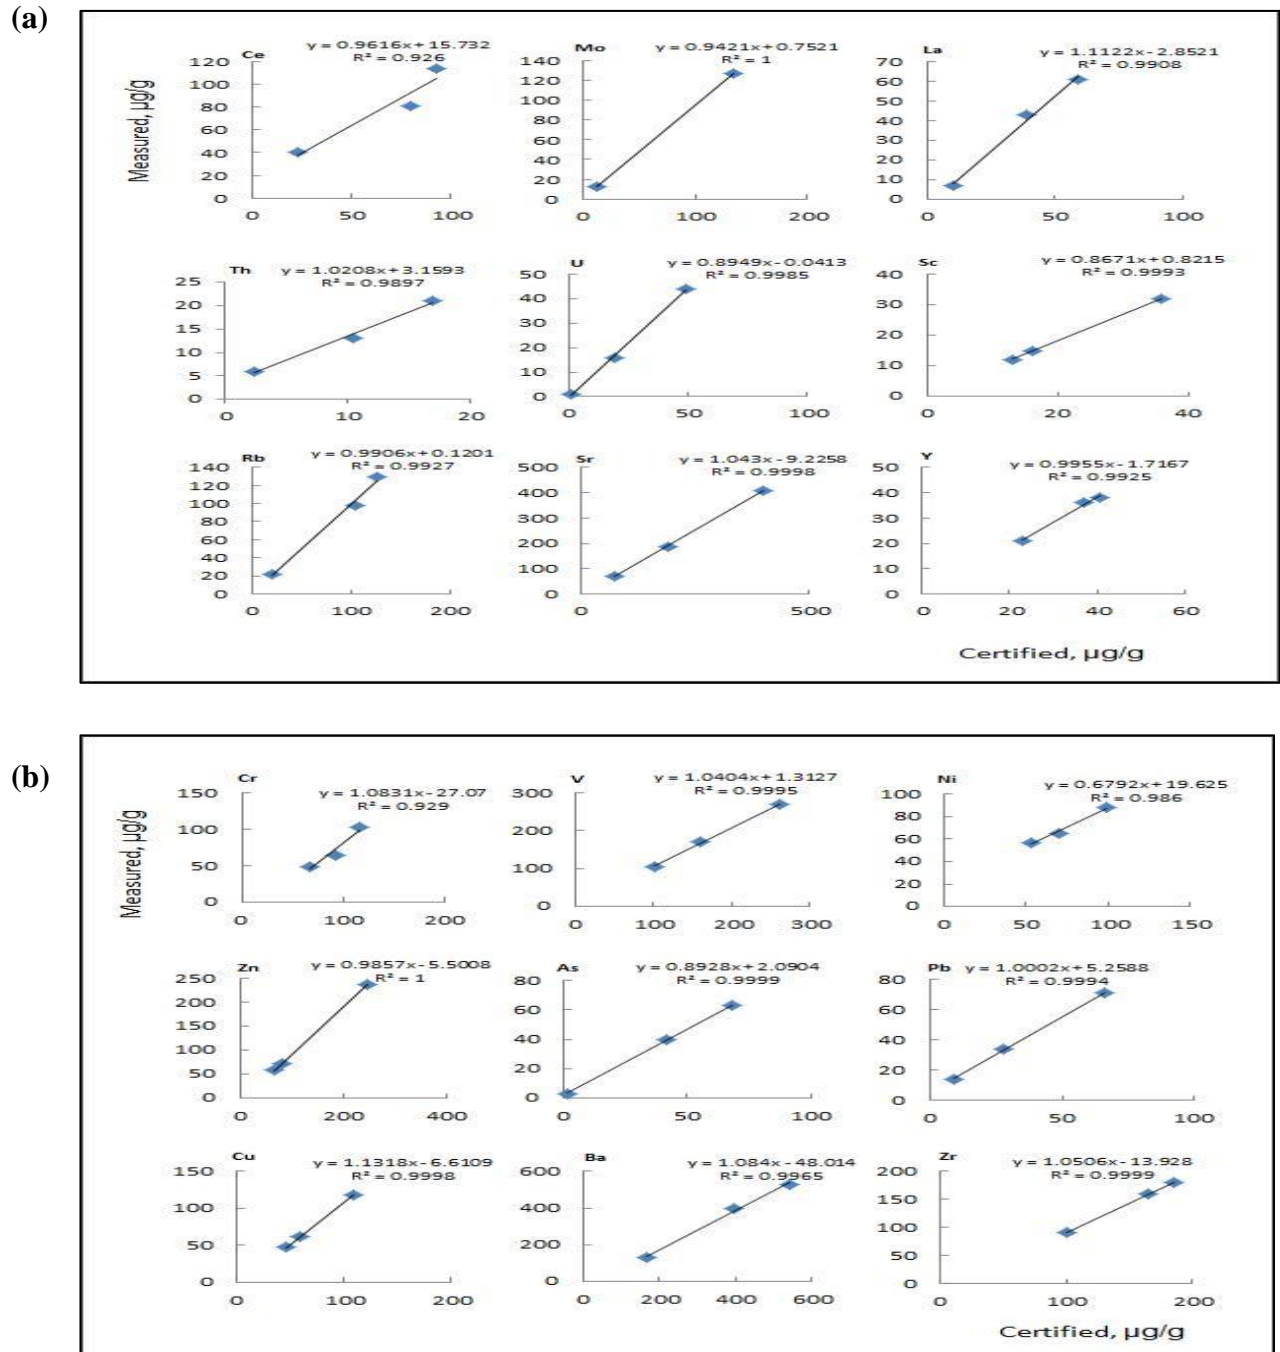 (a)
Ce y = 0.9616x + 15.732
R² = 0.926
120
100
80
60
40
20
0
0 50 100
Measured, µg/g
Mo y = 0.9421x + 0.7521
R² = 1
140
120
100
80
60
40
20
0
0 100 200
La y = 1.1122x - 2.8521
R² = 0.9908
70
60
50
40
30
20
10
0
0 50 100
Th y = 1.0208x + 3.1593
R² = 0.9897
25
20
15
10
5
0
0 10 20
U y = 0.8949x - 0.0413
R² = 0.9985
50
40
30
20
10
0
0 50 100
Sc y = 0.8671x + 0.8215
R² = 0.9993
40
30
20
10
0
0 20 40
Rb y = 0.9906x + 0.1201
R² = 0.9927
140
120
100
80
60
40
20
0
0 100 200
Sr y = 1.043x - 9.2258
R² = 0.9998
500
400
300
200
100
0
0 500
Y y = 0.9955x - 1.7167
R² = 0.9925
50
40
30
20
10
0
0 20 40 60
Certified, µg/g
(b)
Cr y = 1.0831x - 27.07
R² = 0.929
150
100
50
0
0 100 200
Measured, µg/g
V y = 1.0404x + 1.3127
R² = 0.9995
300
200
100
0
0 100 200 300
Ni y = 0.6792x + 19.625
R² = 0.986
100
80
60
40
20
0
0 50 100 150
Zn y = 0.9857x - 5.5008
R² = 1
250
200
150
100
50
0
0 200 400
As y = 0.8928x + 2.0904
R² = 0.9999
80
60
40
20
0
0 50 100
Pb y = 1.0002x + 5.2588
R² = 0.9994
80
60
40
20
0
0 50 100
Cu y = 1.1318x - 6.6109
R² = 0.9998
150
100
50
0
0 100 200
Ba y = 1.084x - 48.014
R² = 0.9965
600
400
200
0
0 200 400 600
Zr y = 1.0506x - 13.928
R² = 0.9999
200
150
100
50
0
0 100 200
Certified, µg/g